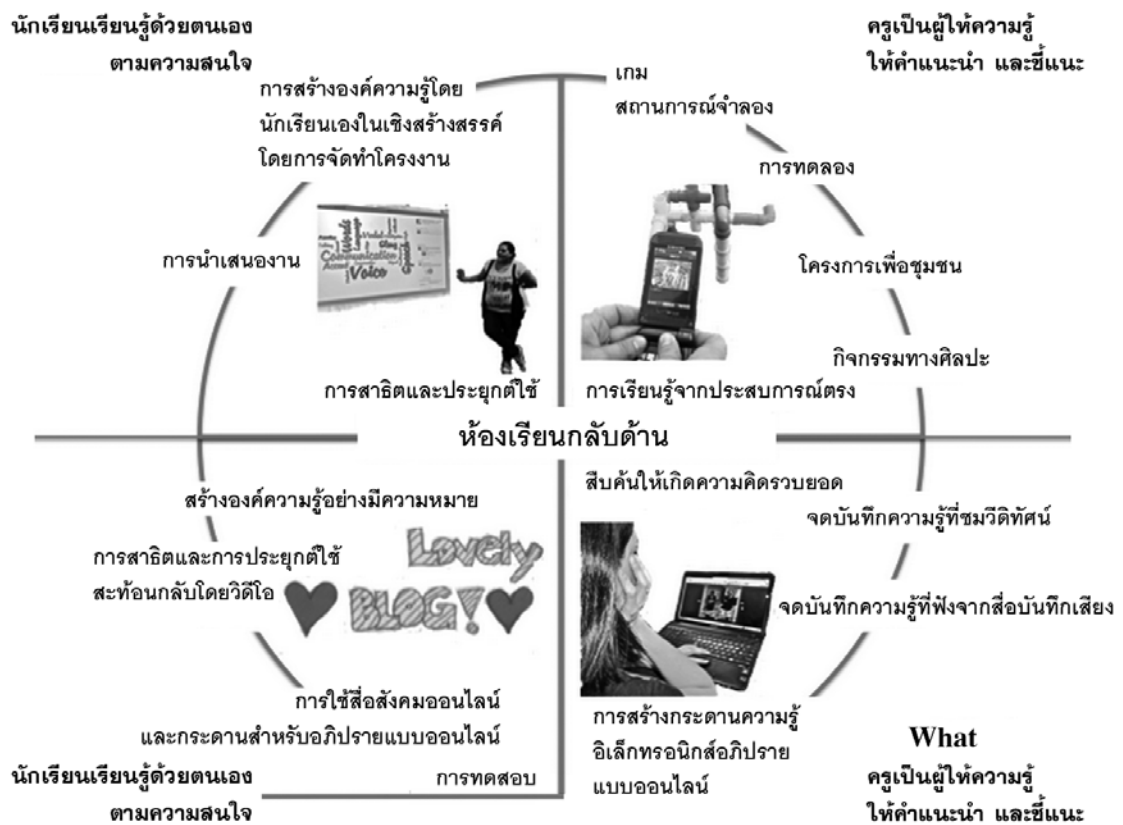 นักเรียนเรียนรู้ด้วยตนเอง
ตามความสนใจ
ครูเป็นผู้ให้ความรู้
ให้คำแนะนำ และชี้แนะ
การสร้างองค์ความรู้โดย
นักเรียนเองในเชิงสร้างสรรค์
โดยการจัดทำโครงงาน
เกม
สถานการณ์จำลอง
การทดลอง
การนำเสนองาน
Words
Communication
Voice
Blog
โครงการเพื่อชุมชน
กิจกรรมทางศิลปะ
การสาธิตและประยุกต์ใช้
การเรียนรู้จากประสบการณ์ตรง
ห้องเรียนกลับด้าน
สร้างองค์ความรู้อย่างมีความหมาย
สืบค้นให้เกิดความคิดรวบยอด
จดบันทึกความรู้ที่ชมวีดิทัศน์
การสาธิตและการประยุกต์ใช้
สะท้อนกลับโดยวิดีโอ
Lovely
BLOG!
จดบันทึกความรู้ที่ฟังจากสื่อบันทึกเสียง
การใช้สื่อสังคมออนไลน์
และกระดานสำหรับอภิปรายแบบออนไลน์
การทดสอบ
การสร้างกระดานความรู้
อิเล็กทรอนิกส์อภิปราย
แบบออนไลน์
What
นักเรียนเรียนรู้ด้วยตนเอง
ตามความสนใจ
ครูเป็นผู้ให้ความรู้
ให้คำแนะนำ และชี้แนะ